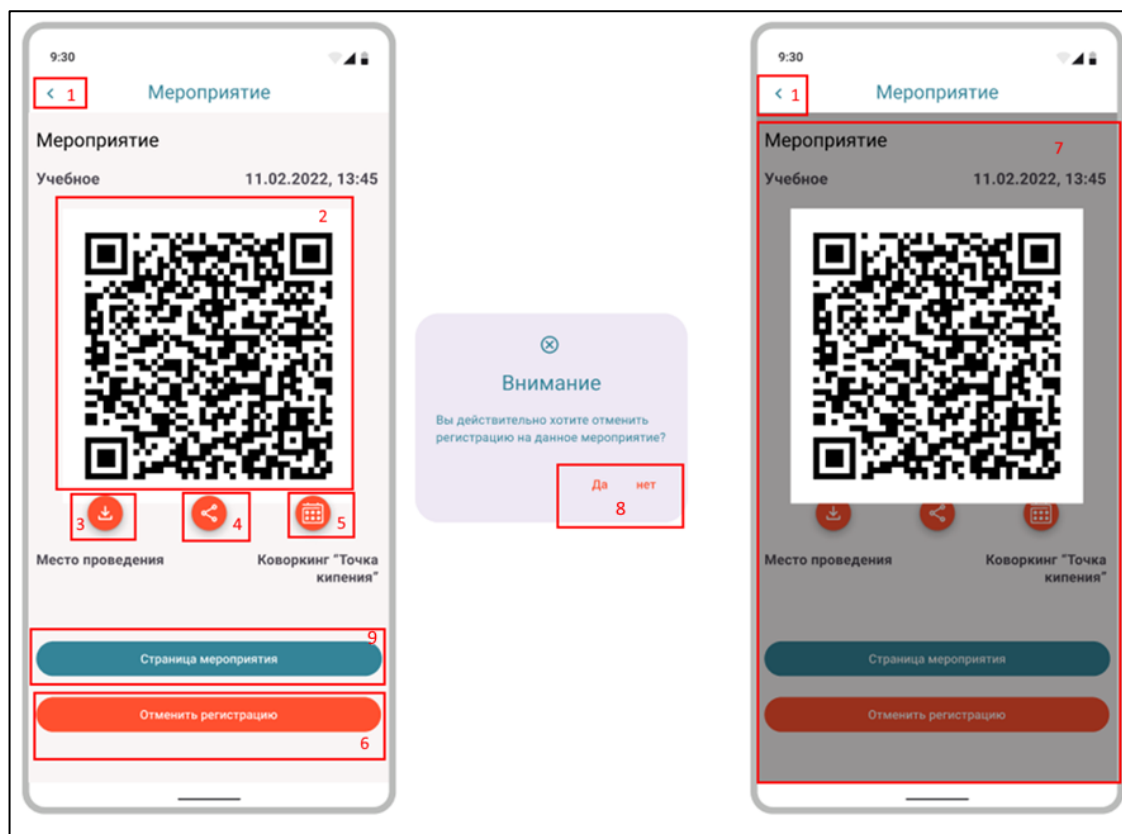 9:30
1
Мероприятие
Мероприятие
Учебное 11.02.2022, 13:45
2
3
4
5
Место проведения Коворкинг “Точка
кипения”
9
Страница мероприятия
Отменить регистрацию
6
Внимание
Вы действительно хотите отменить
регистрацию на данное мероприятие?
Да нет
8
9:30
1
Мероприятие
7
Мероприятие
Учебное 11.02.2022, 13:45
Место проведения Коворкинг “Точка
кипения”
Страница мероприятия
Отменить регистрацию